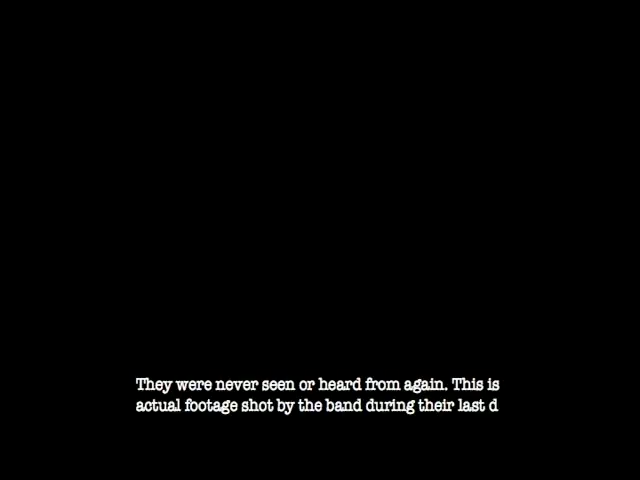 They were never seen or heard from again. This is
actual footage shot by the band during their last d